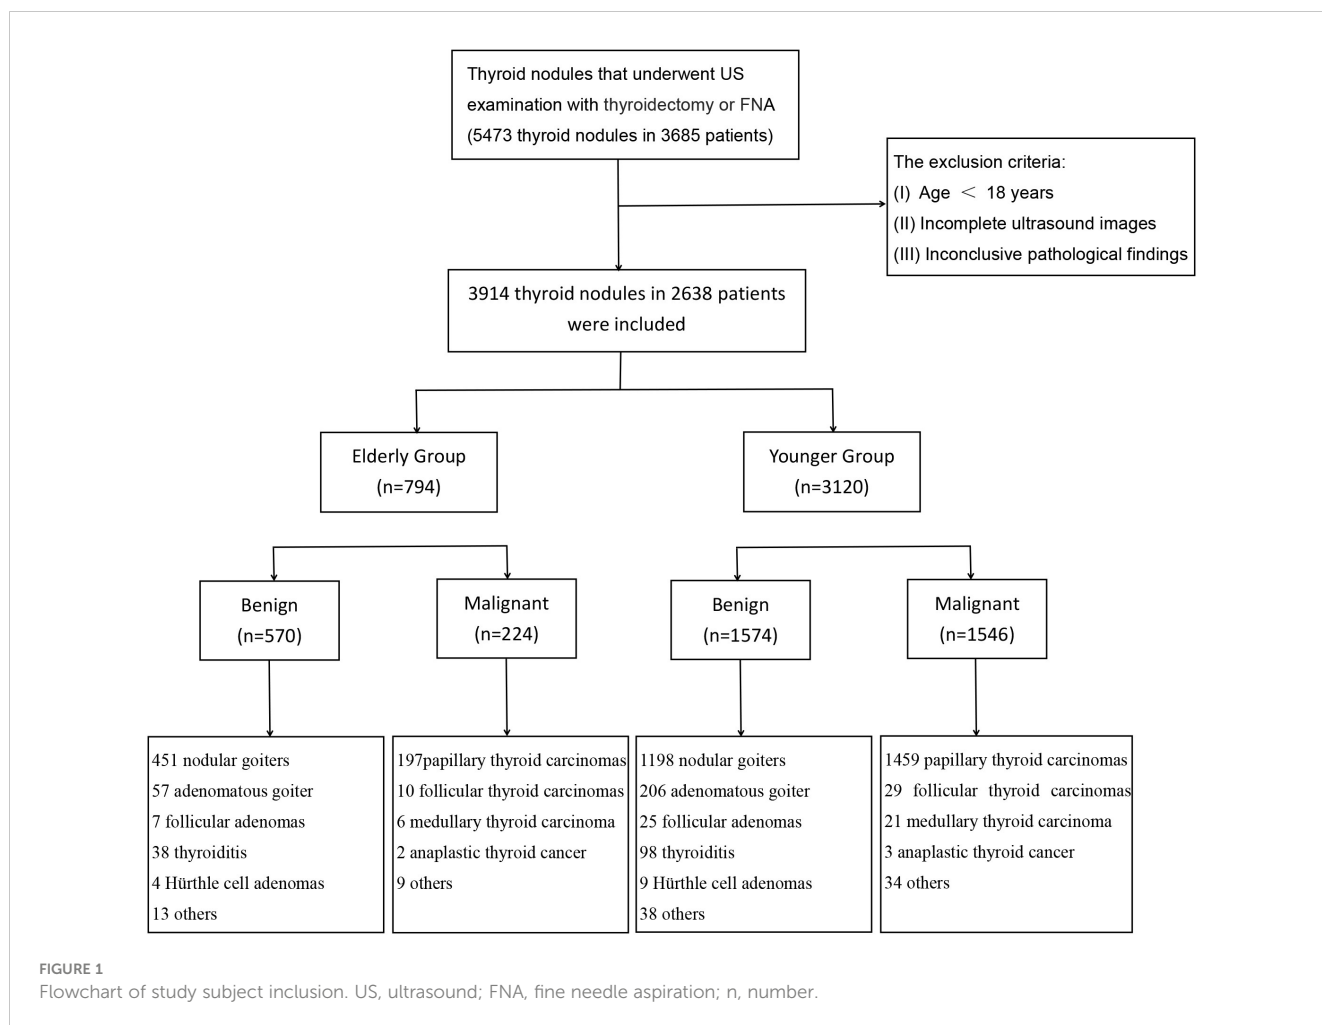 Thyroid nodules that underwent US
examination with thyroidectomy or FNA
(5473 thyroid nodules in 3685 patients)
The exclusion criteria:
(I) Age < 18 years
(II) Incomplete ultrasound images
(III) Inconclusive pathological findings
3914 thyroid nodules in 2638 patients
were included
Elderly Group
(n=794)
Younger Group
(n=3120)
Benign
(n=570)
Malignant
(n=224)
Benign
(n=1574)
Malignant
(n=1546)
451 nodular goiters
57 adenomatous goiter
7 follicular adenomas
38 thyroiditis
4 Hürthle cell adenomas
13 others
197papillary thyroid carcinomas
10 follicular thyroid carcinomas
6 medullary thyroid carcinoma
2 anaplastic thyroid cancer
9 others
1198 nodular goiters
206 adenomatous goiter
25 follicular adenomas
98 thyroiditis
9 Hürthle cell adenomas
38 others
1459 papillary thyroid carcinomas
29 follicular thyroid carcinomas
21 medullary thyroid carcinoma
3 anaplastic thyroid cancer
34 others
FIGURE 1
Flowchart of study subject inclusion. US, ultrasound; FNA, fine needle aspiration; n, number.